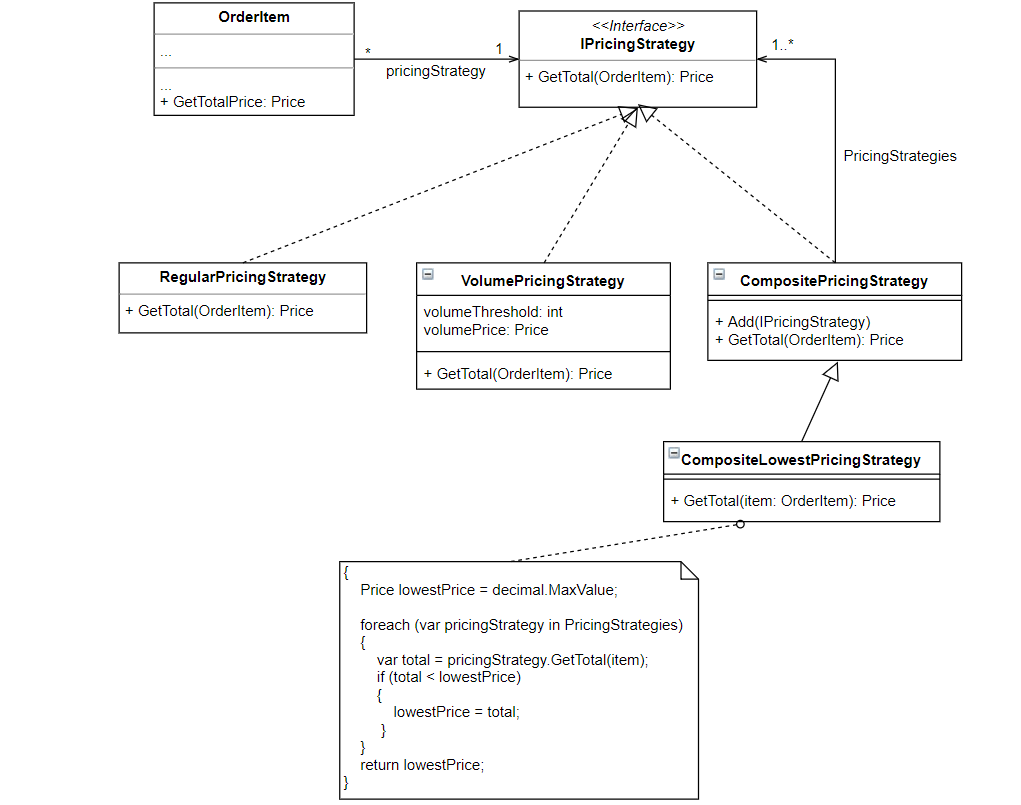 OrderItem
...
...
+ GetTotalPrice: Price
*
1
pricingStrategy
<<Interface>>
IPricingStrategy
+ GetTotal(OrderItem): Price
1..*
PricingStrategies
RegularPricingStrategy
+ GetTotal(OrderItem): Price
VolumePricingStrategy
volumeThreshold: int
volumePrice: Price
+ GetTotal(OrderItem): Price
CompositePricingStrategy
+ Add(IPricingStrategy)
+ GetTotal(OrderItem): Price
CompositeLowestPricingStrategy
+ GetTotal(item: OrderItem): Price
{
Price lowestPrice = decimal.MaxValue;
foreach (var pricingStrategy in PricingStrategies)
{
var total = pricingStrategy.GetTotal(item);
if (total < lowestPrice)
{
lowestPrice = total;
}
}
return lowestPrice;
}